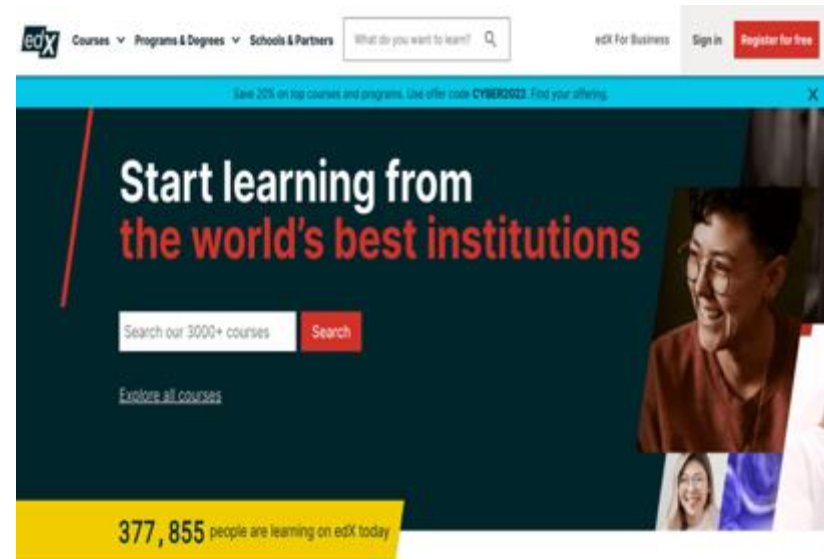 edX Courses Programs & Degrees Schools & Partners What do you want to learn? edX For Business Sign in Register for free
Save 20% on top courses and programs. Use offer code CYBER2022. Find your offering. X
Start learning from
the world's best institutions
Search our 3000+ courses Search
Explore all courses
377,855 people are learning on edX today